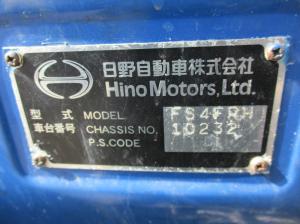 日野自動車株式会社
Hino Motors, Ltd.
型式 MODEL FS4FRH
車台番号 CHASSIS NO. 10232
P.S.CODE